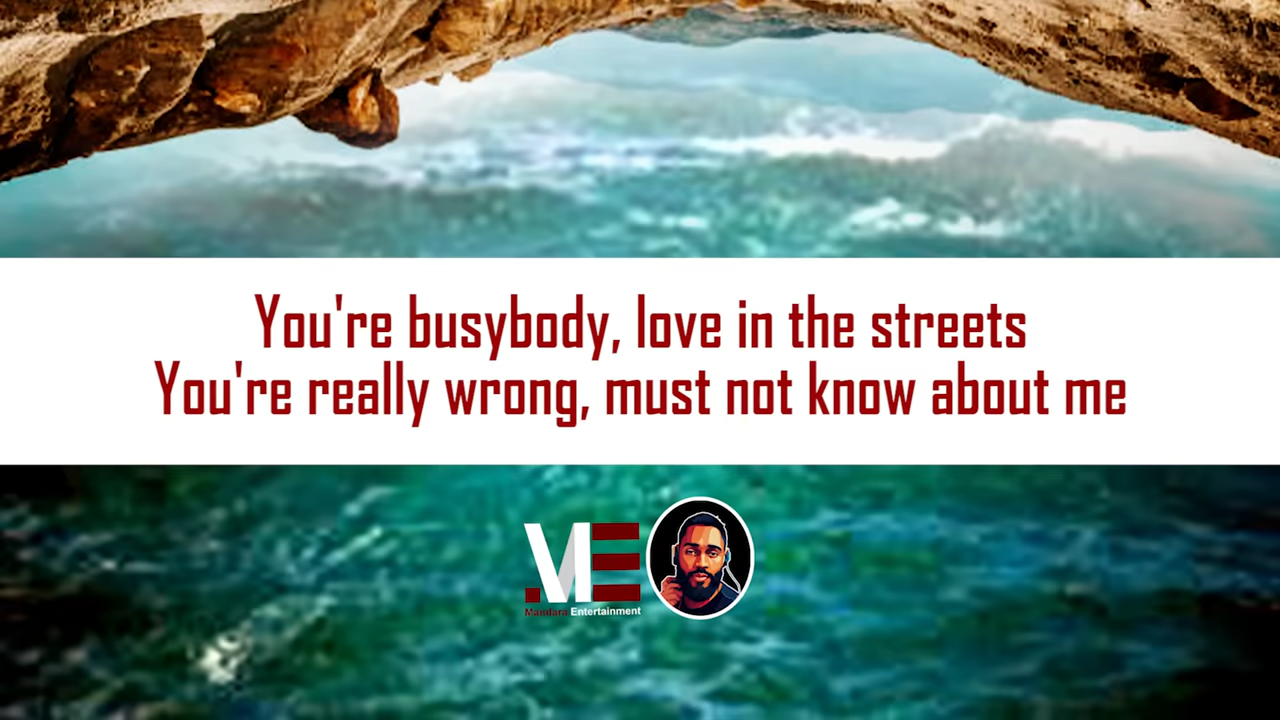 You're busybody, love in the streets
You're really wrong, must not know about me
ME
Mandara Entertainment